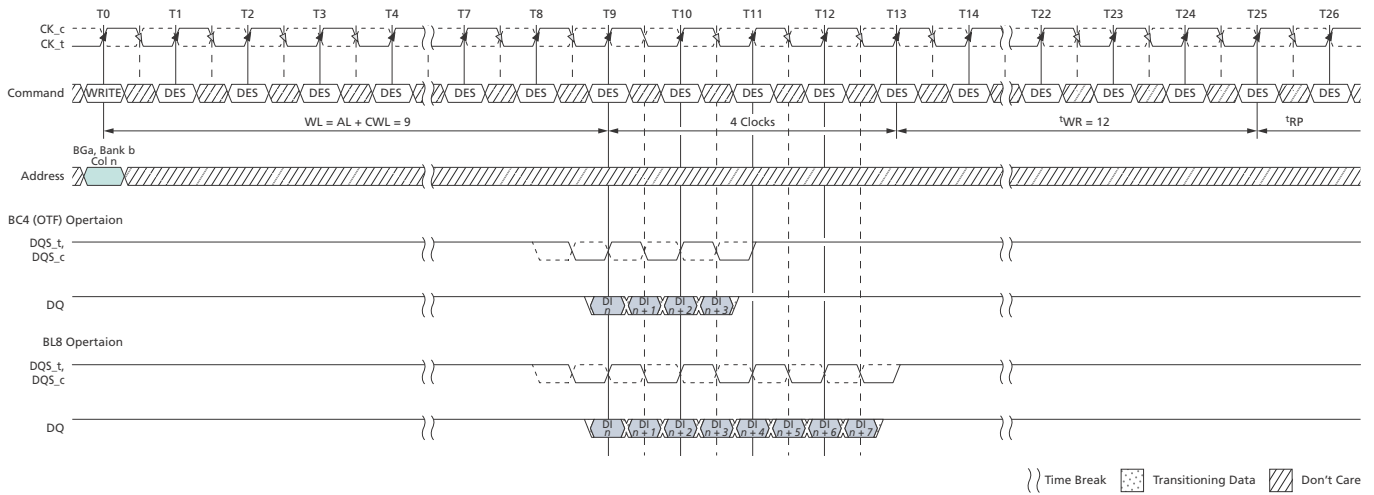 T0 T1 T2 T3 T4 T7 T8 T9 T10 T11 T12 T13 T14 T22 T23 T24 T25 T26
CK_c
CK_t
Command WRITE DES DES DES DES DES DES DES DES DES DES DES DES DES DES DES DES DES
WL = AL + CWL = 9 4 Clocks tWR = 12 tRP
BGa, Bank b
Col n
Address
BC4 (OTF) Opertaion
DQS_t,
DQS_c
DQ DI n DI n + 1 DI n + 2 DI n + 3
BL8 Opertaion
DQS_t,
DQS_c
DQ DI n DI n + 1 DI n + 2 DI n + 3 DI n + 4 DI n + 5 DI n + 6 DI n + 7
Time Break Transitioning Data Don't Care